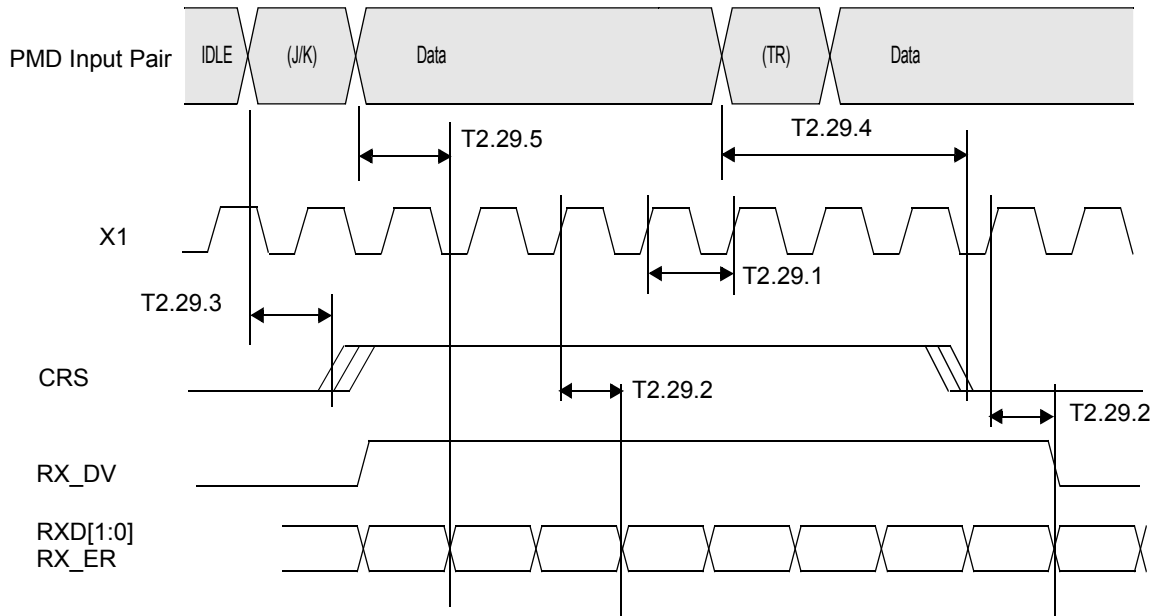 PMD Input Pair IDLE (J/K) Data (TR) Data
T2.29.5 T2.29.4
X1
T2.29.1
T2.29.3
CRS
T2.29.2
T2.29.2
RX_DV
RXD[1:0]
RX_ER